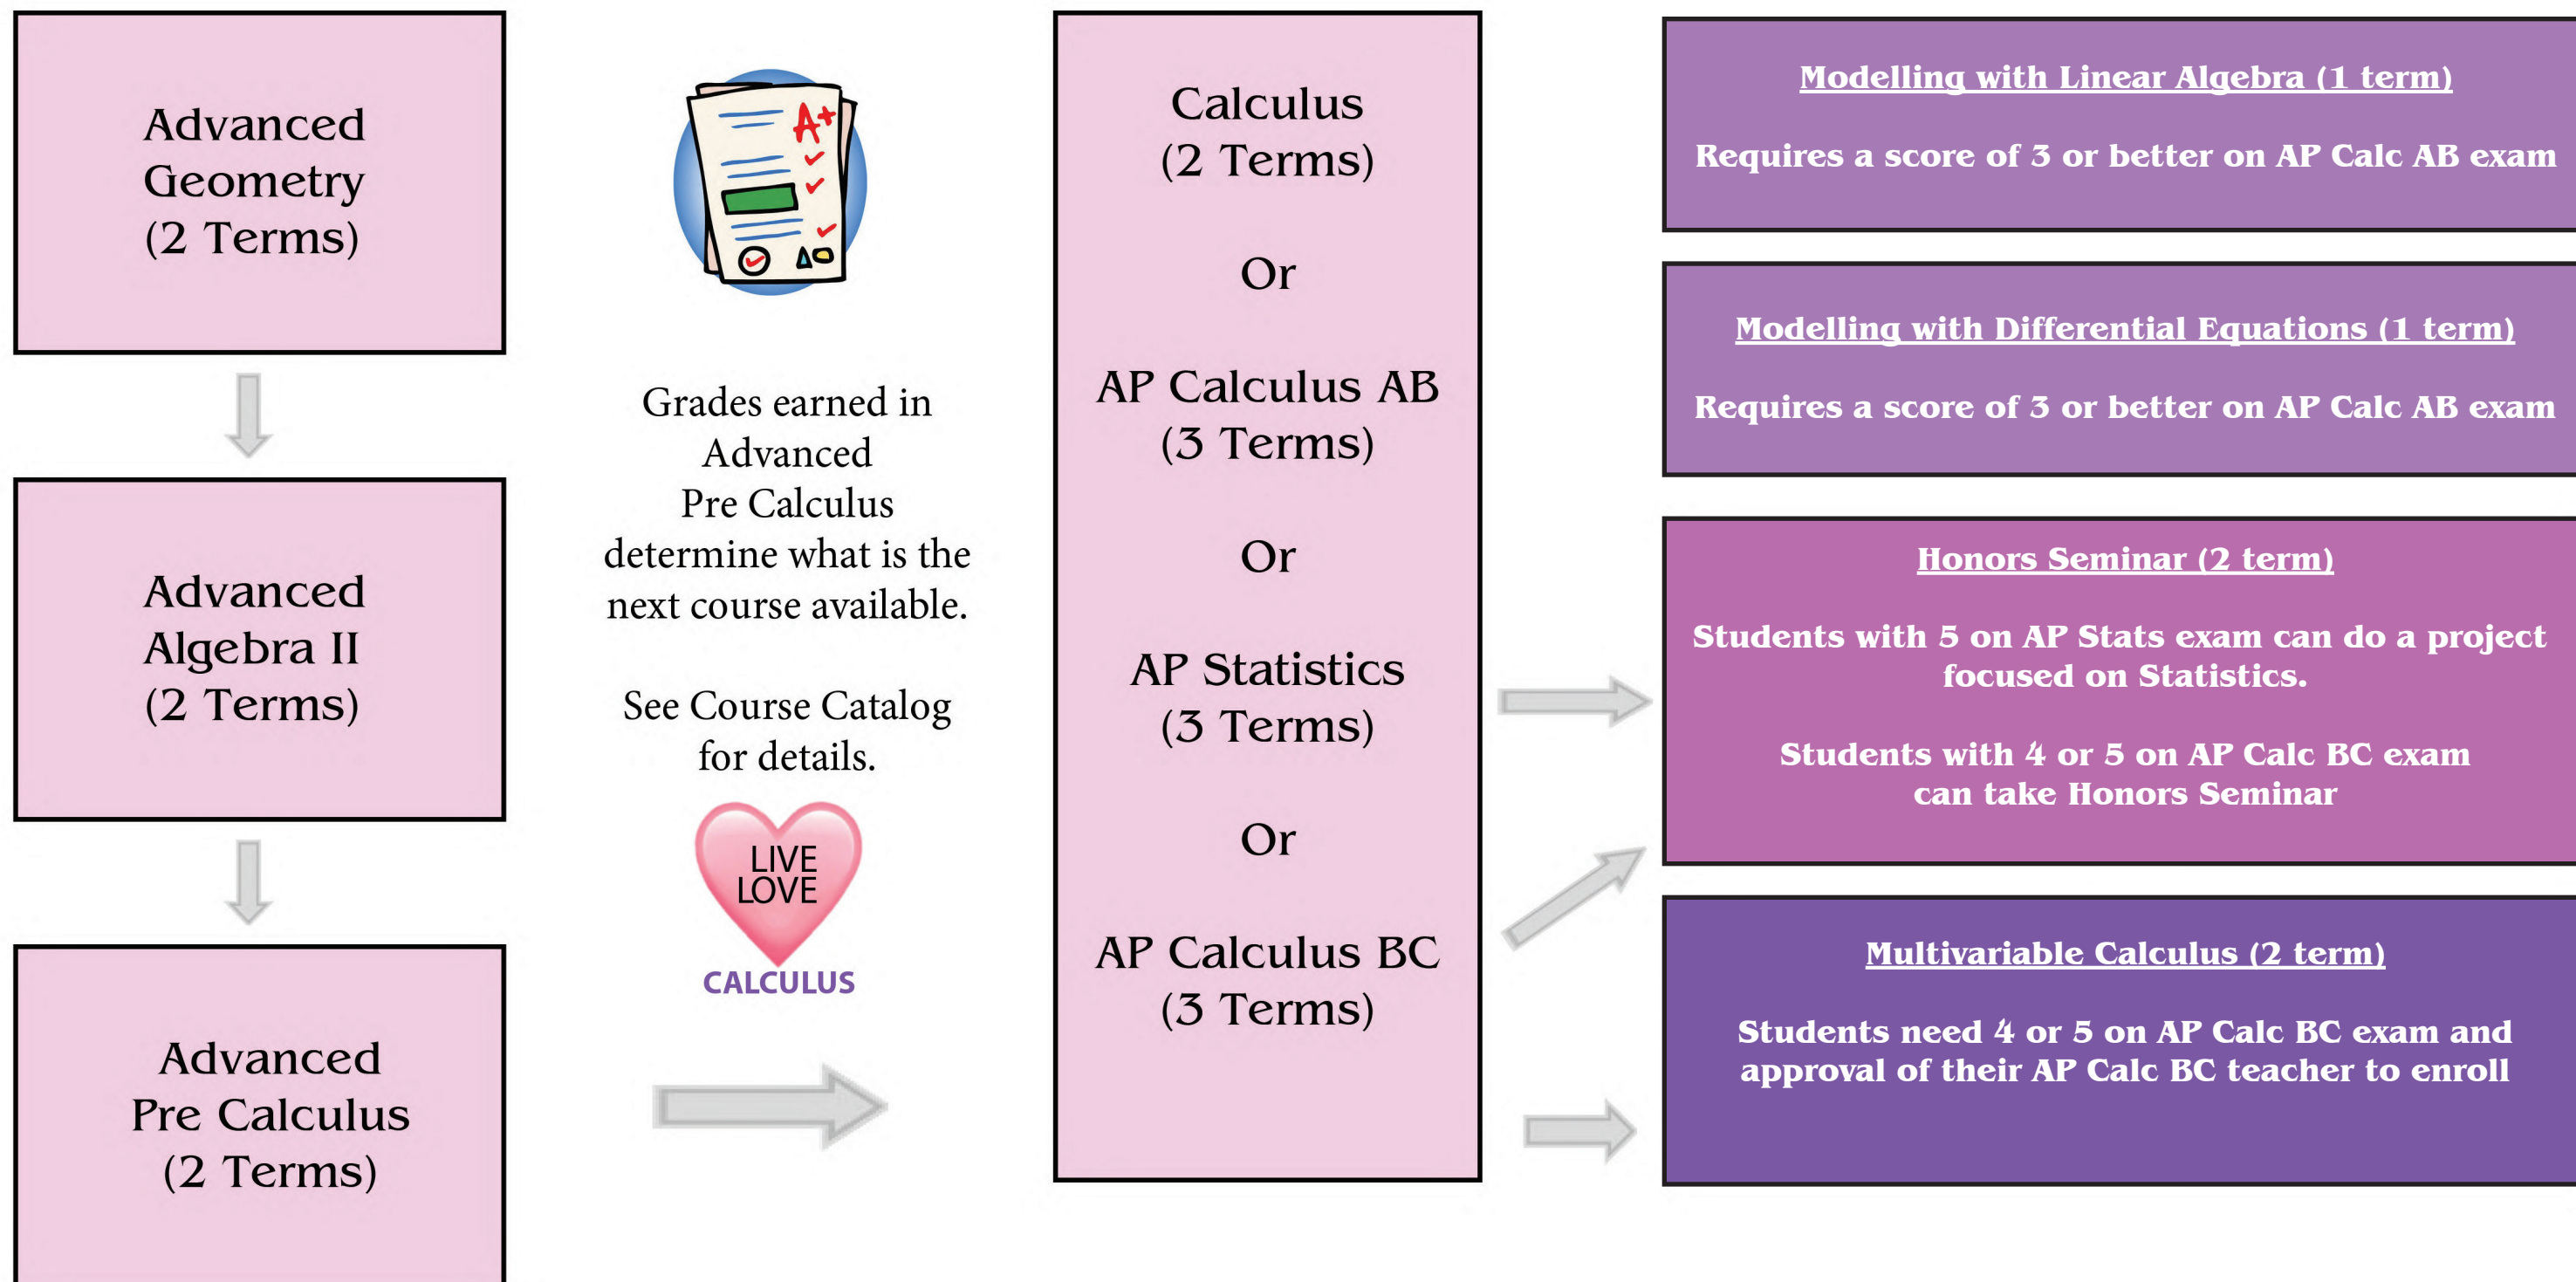 Advanced
Geometry
(2 Terms)
Advanced
Algebra II
(2 Terms)
Advanced
Pre Calculus
(2 Terms)
A+
Grades earned in
Advanced
Pre Calculus
determine what is the
next course available.
See Course Catalog
for details.
LIVE
LOVE
CALCULUS
Calculus
(2 Terms)
Or
AP Calculus AB
(3 Terms)
Or
AP Statistics
(3 Terms)
Or
AP Calculus BC
(3 Terms)
Modelling with Linear Algebra (1 term)
Requires a score of 3 or better on AP Calc AB exam
Modelling with Differential Equations (1 term)
Requires a score of 3 or better on AP Calc AB exam
Honors Seminar (2 term)
Students with 5 on AP Stats exam can do a project
focused on Statistics.
Students with 4 or 5 on AP Calc BC exam
can take Honors Seminar
Multivariable Calculus (2 term)
Students need 4 or 5 on AP Calc BC exam and
approval of their AP Calc BC teacher to enroll